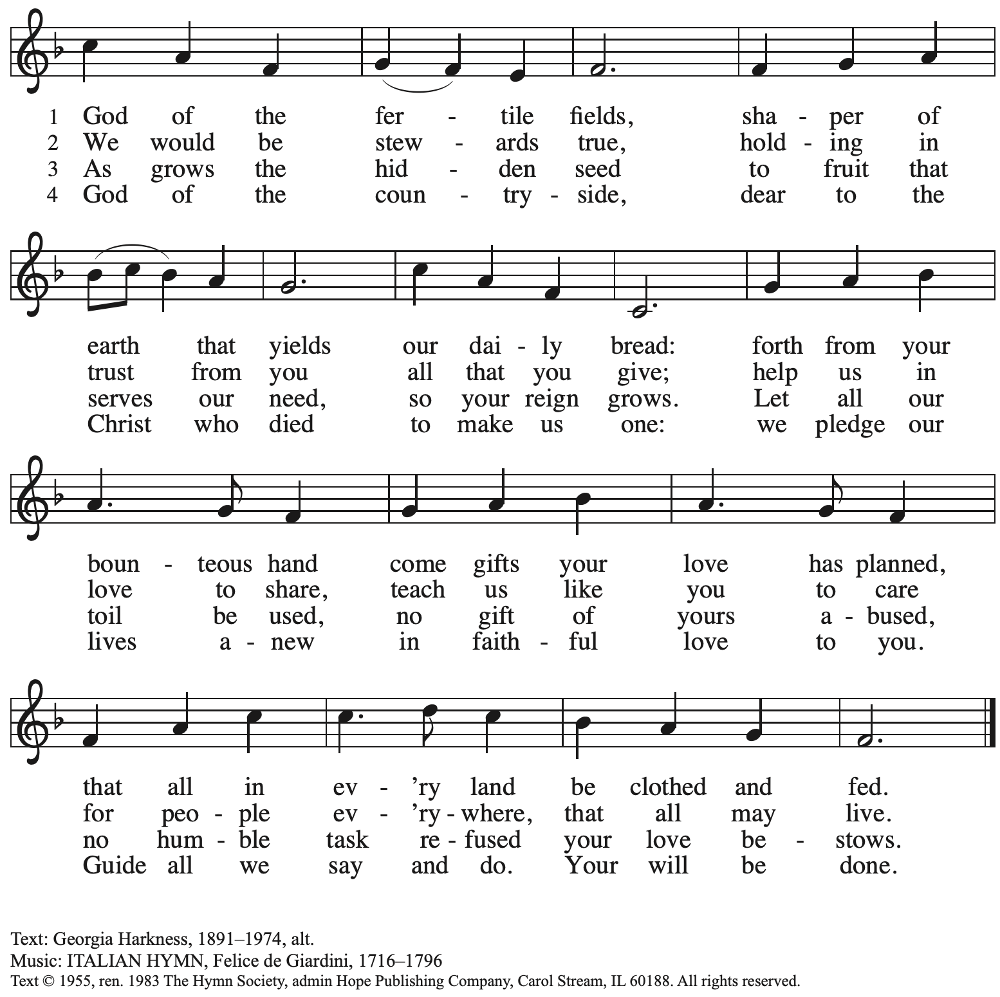 1 God of the fer - tile fields, sha - per of
2 We would be stew - ards true, hold - ing in
3 As grows the hid - den seed to fruit that
4 God of the coun - try - side, dear to the
earth that yields our dai - ly bread: forth from your
trust from you all that you give; help us in
serves our need, so your reign grows. Let all our
Christ who died to make us one: we pledge our
boun - teous hand come gifts your love has planned,
love to share, teach us like you to care
toil be used, no gift of yours a - bused,
lives a - new in faith - ful love to you.
that all in ev - ’ry land be clothed and fed.
for peo - ple ev - ’ry - where, that all may live.
no hum - ble task re - fused your love be - stows.
Guide all we say and do. Your will be done.
Text: Georgia Harkness, 1891–1974, alt.
Music: ITALIAN HYMN, Felice de Giardini, 1716–1796
Text © 1955, ren. 1983 The Hymn Society, admin Hope Publishing Company, Carol Stream, IL 60188. All rights reserved.